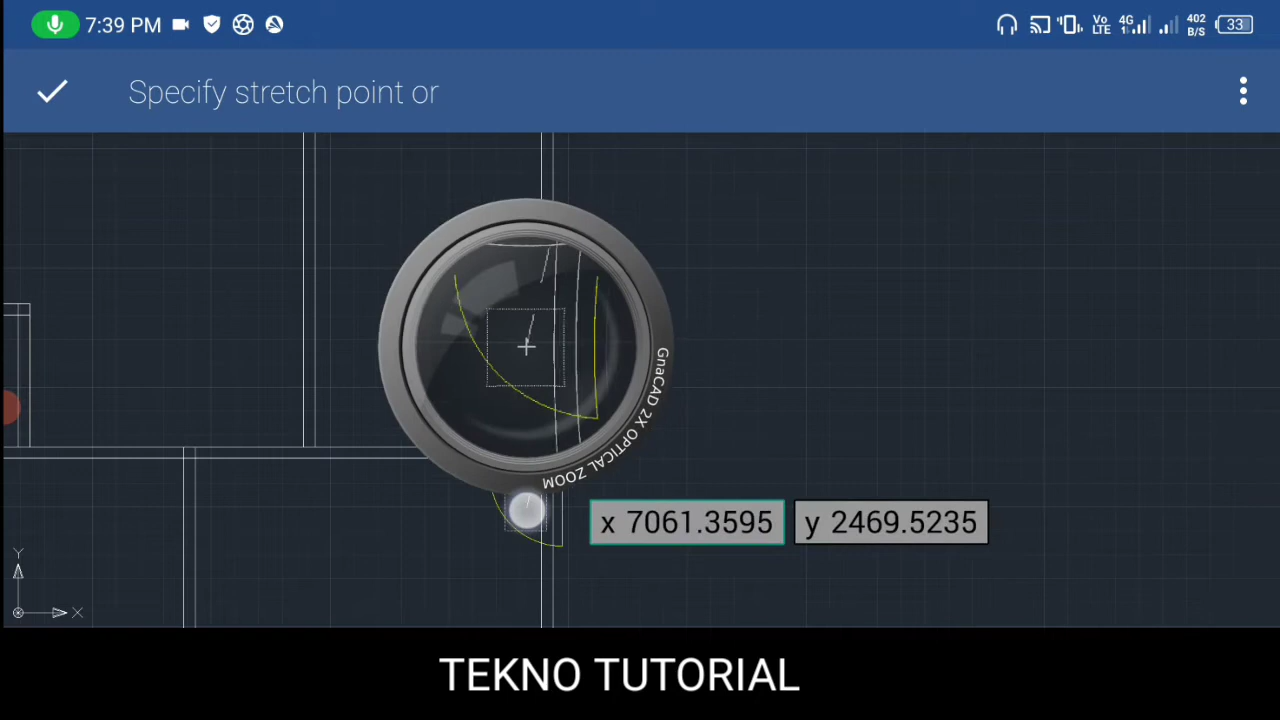 7:39 PM
Vo LTE 4G 402 B/S 33
Specify stretch point or
GnaCAD 2X OPTICAL ZOOM
x 7061.3595 y 2469.5235
Y
X
TEKNO TUTORIAL